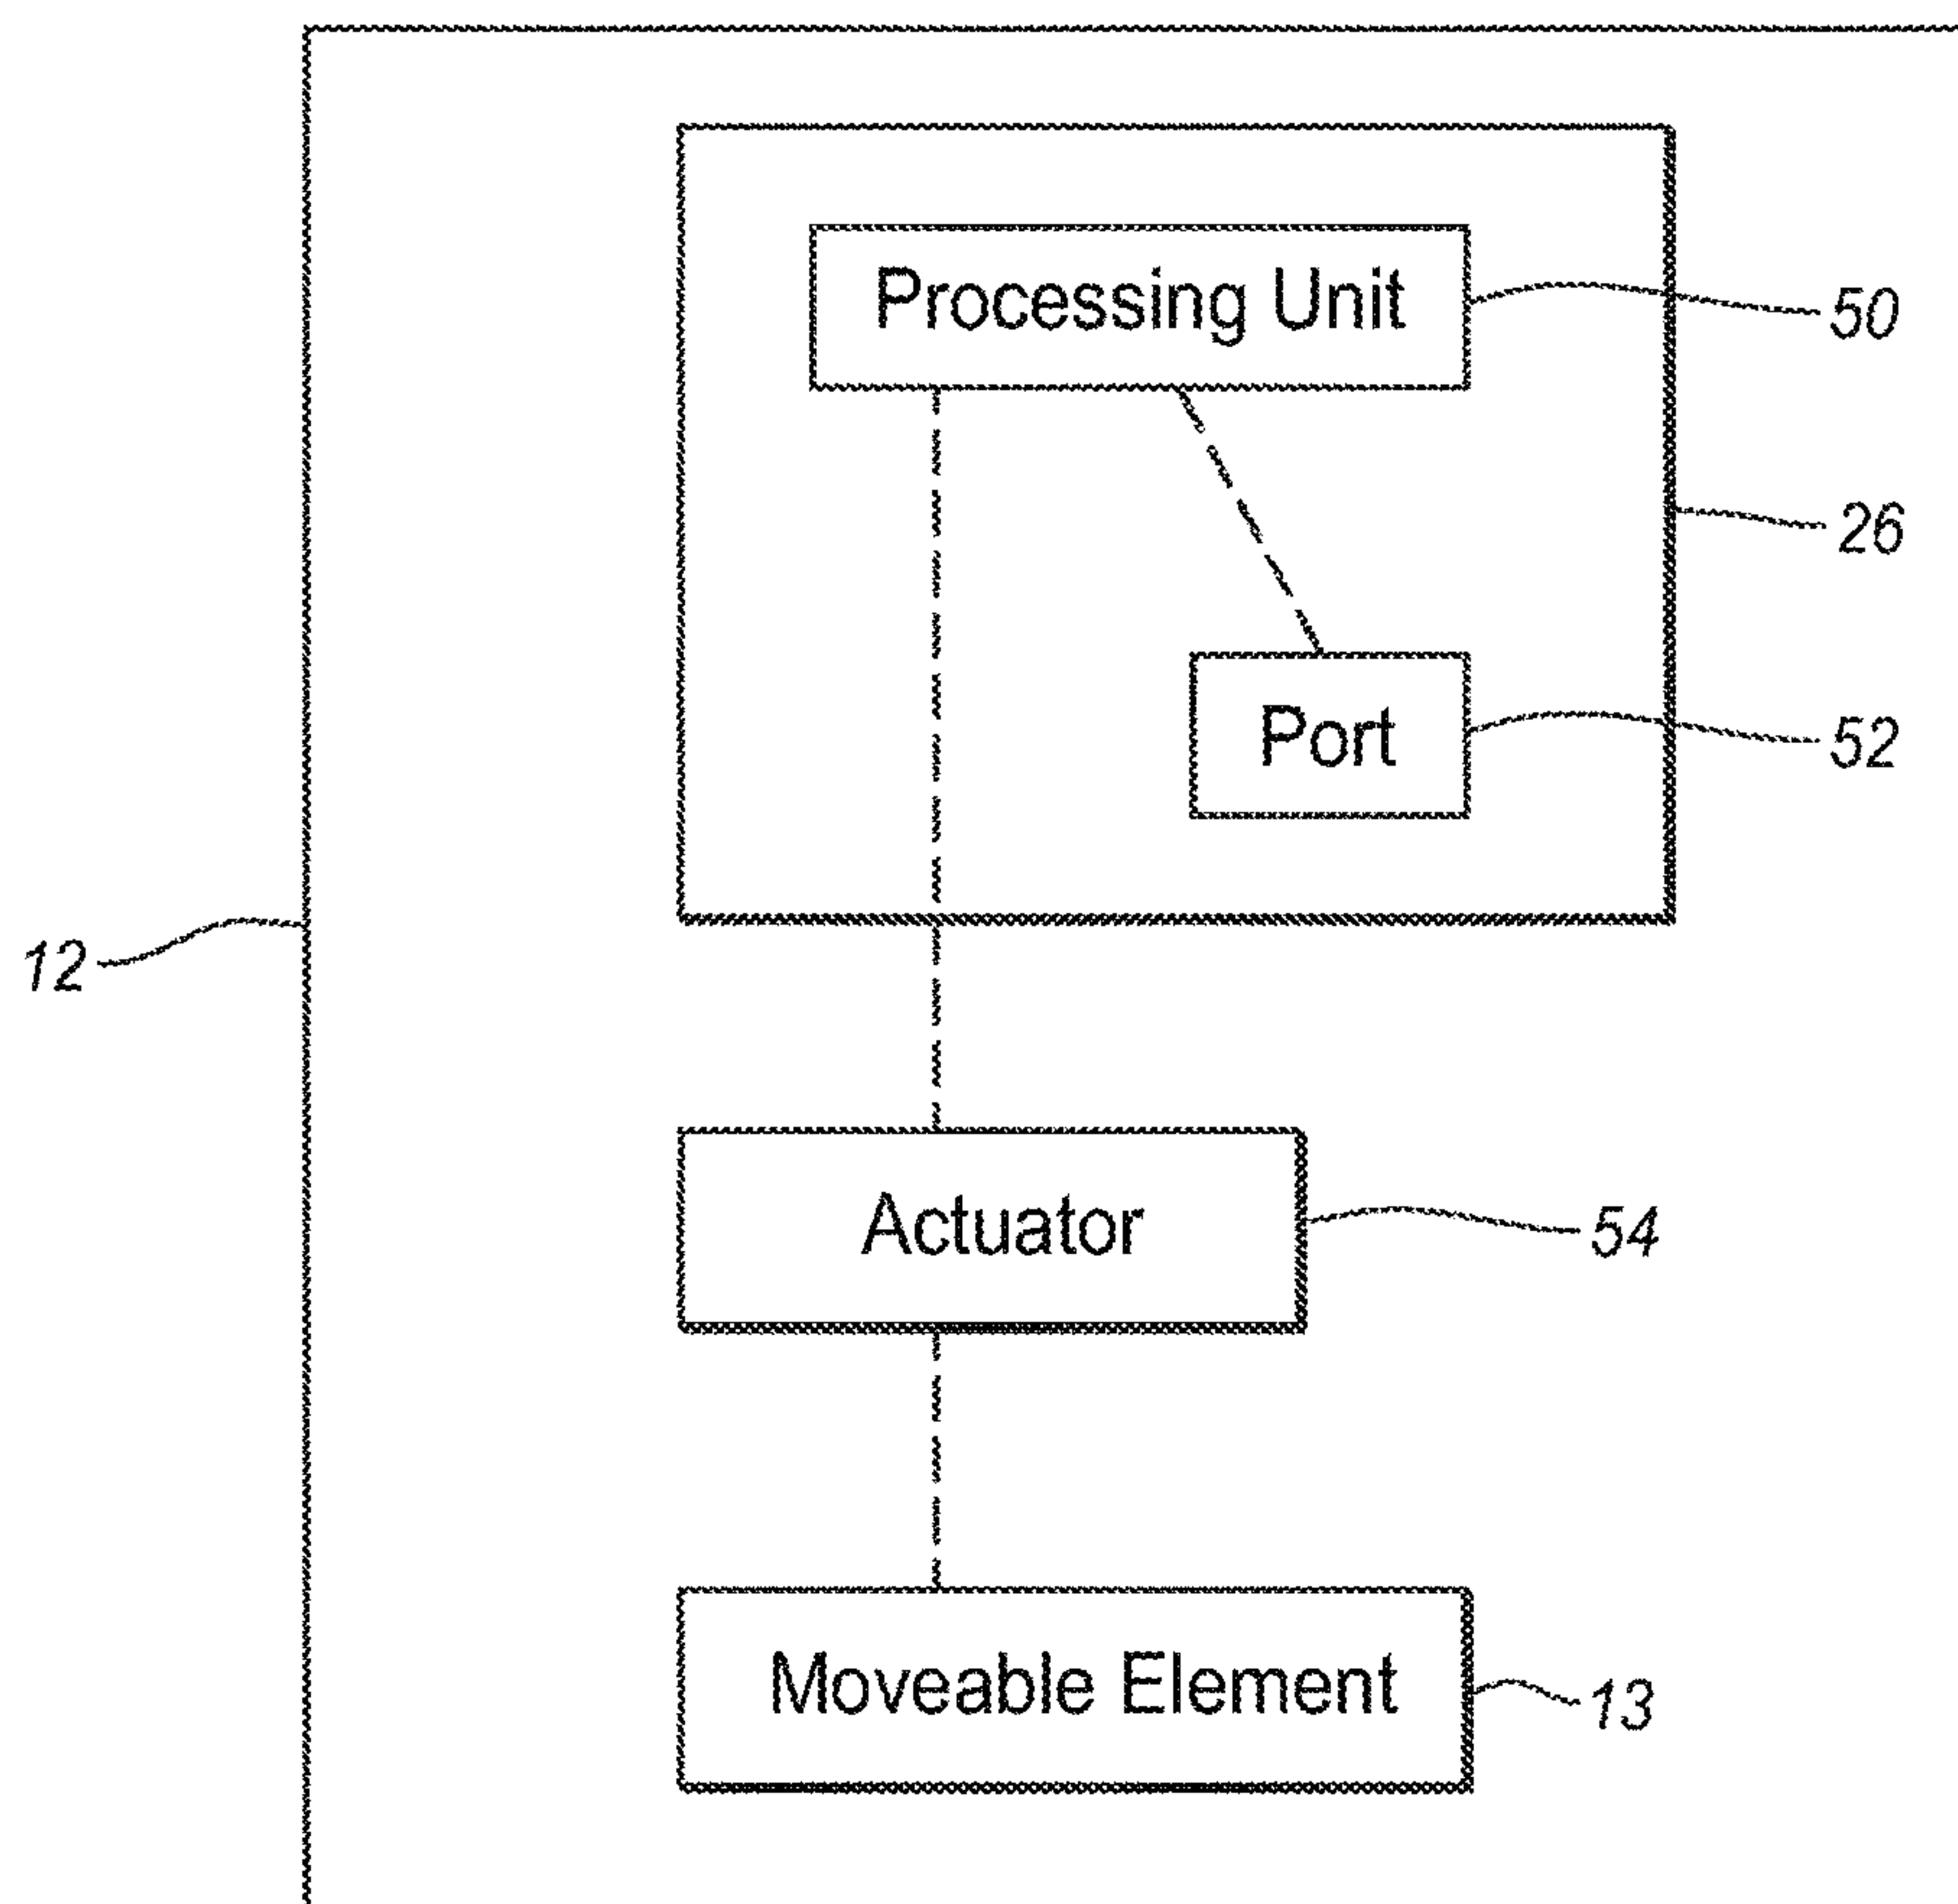 Processing Unit
50
26
Port
52
12
Actuator
54
Moveable Element
13